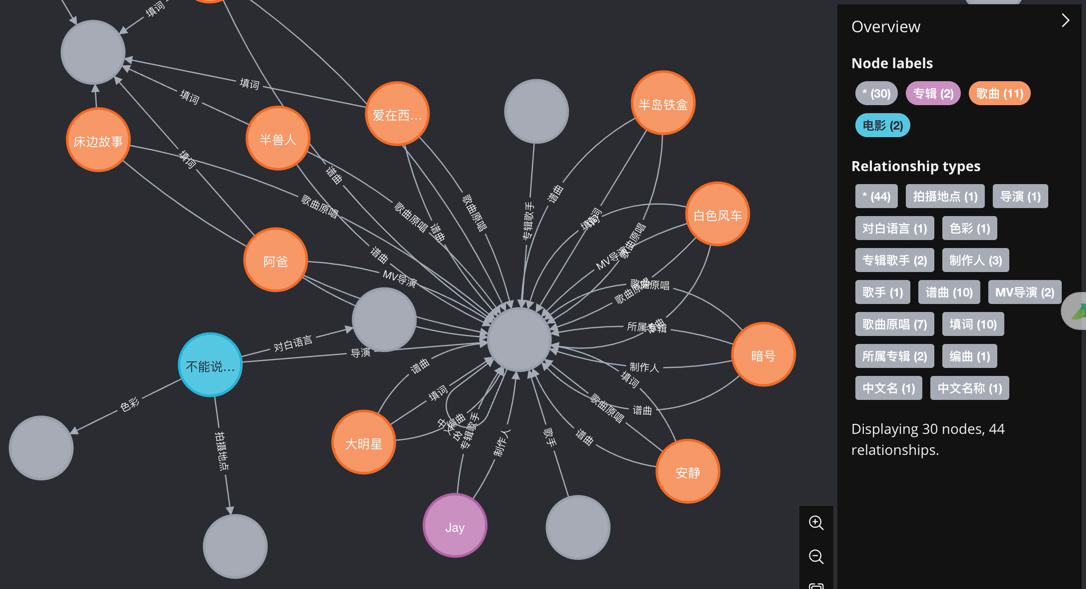 填词
填词
填词
爱在西...
床边故事
半兽人
填词
谱曲
歌曲原唱
歌曲原唱
歌曲原唱
谱曲
专辑歌手
谱曲
半岛铁盒
填词
歌曲原唱
白色风车
MV导演
阿爸
谱曲
MV导演
歌曲原唱
歌曲原唱
谱曲
所属专辑
暗号
制作人
不能说...
对白语言
导演
谱曲
填词
填词
色彩
拍摄地点
大明星
中文名
编曲
专辑歌手
制作人
歌手
谱曲
歌曲原唱
谱曲
安静
Jay
Overview
Node labels
* (30)
专辑 (2)
歌曲 (11)
电影 (2)
Relationship types
* (44)
拍摄地点 (1)
导演 (1)
对白语言 (1)
色彩 (1)
专辑歌手 (2)
制作人 (3)
歌手 (1)
谱曲 (10)
MV导演 (2)
歌曲原唱 (7)
填词 (10)
所属专辑 (2)
编曲 (1)
中文名 (1)
中文名称 (1)
Displaying 30 nodes, 44
relationships.